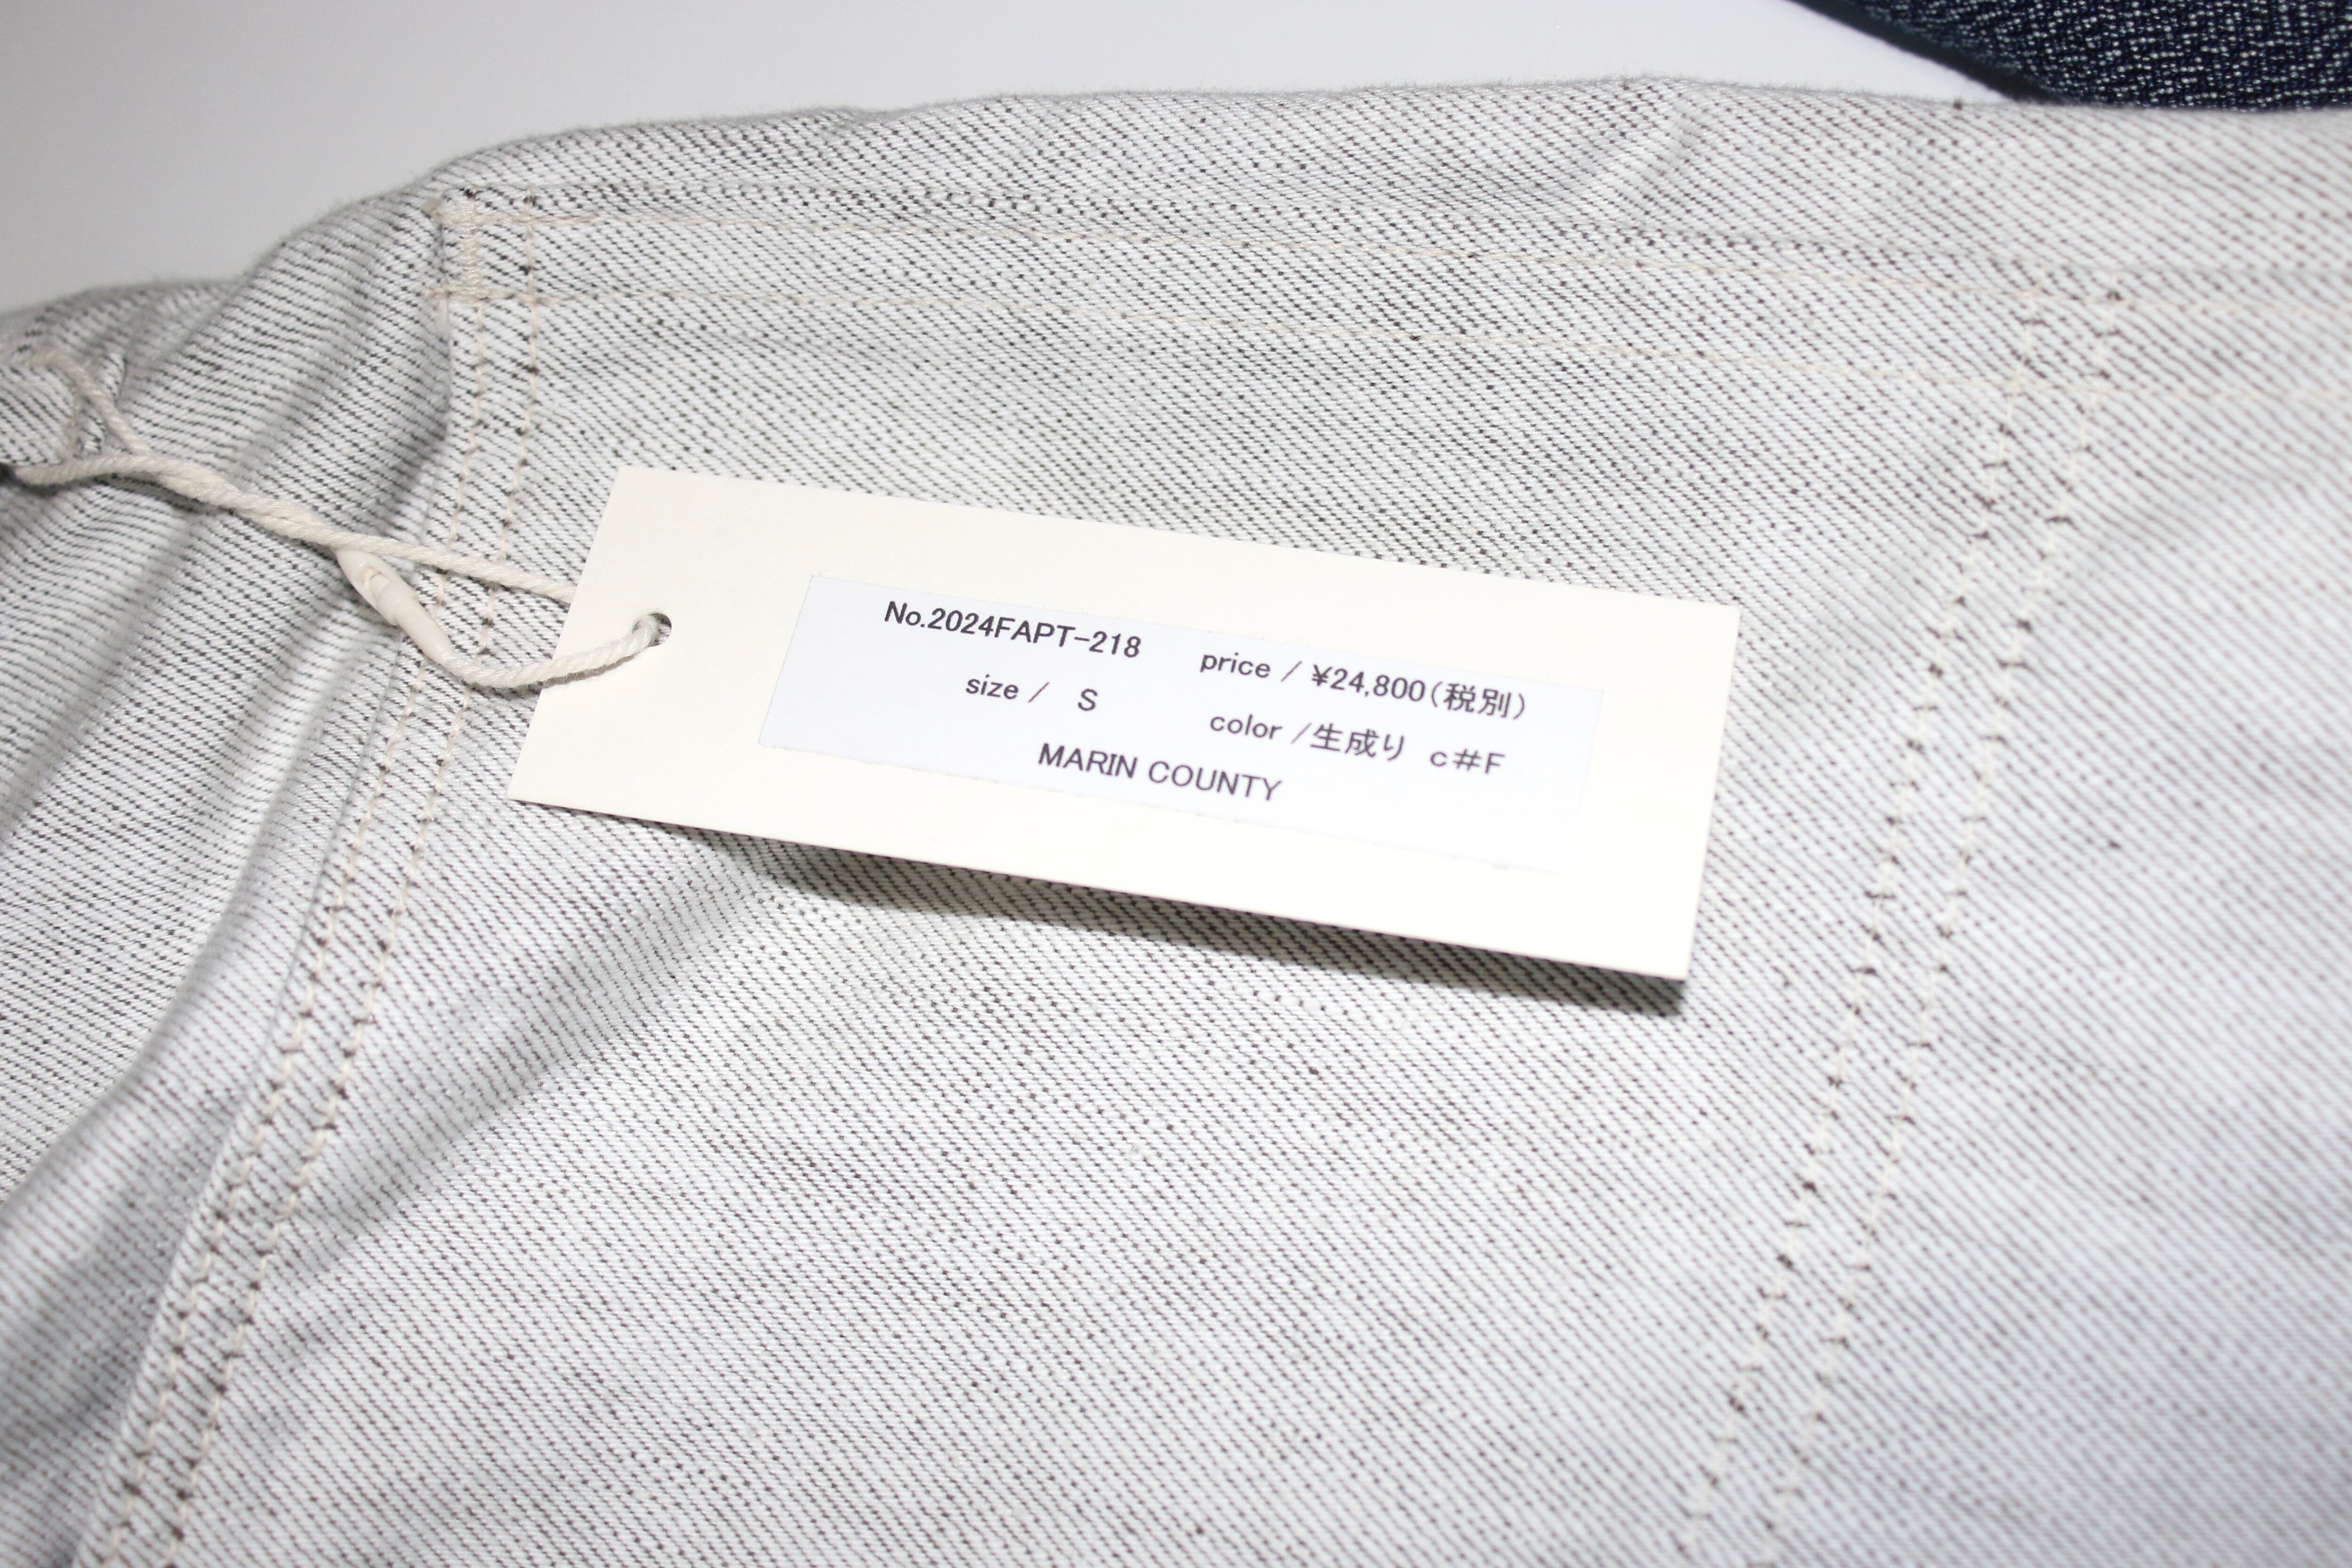 No.2024FAPT-218 price / ¥24,800（税別）
size / S color /生成り c#F
MARIN COUNTY